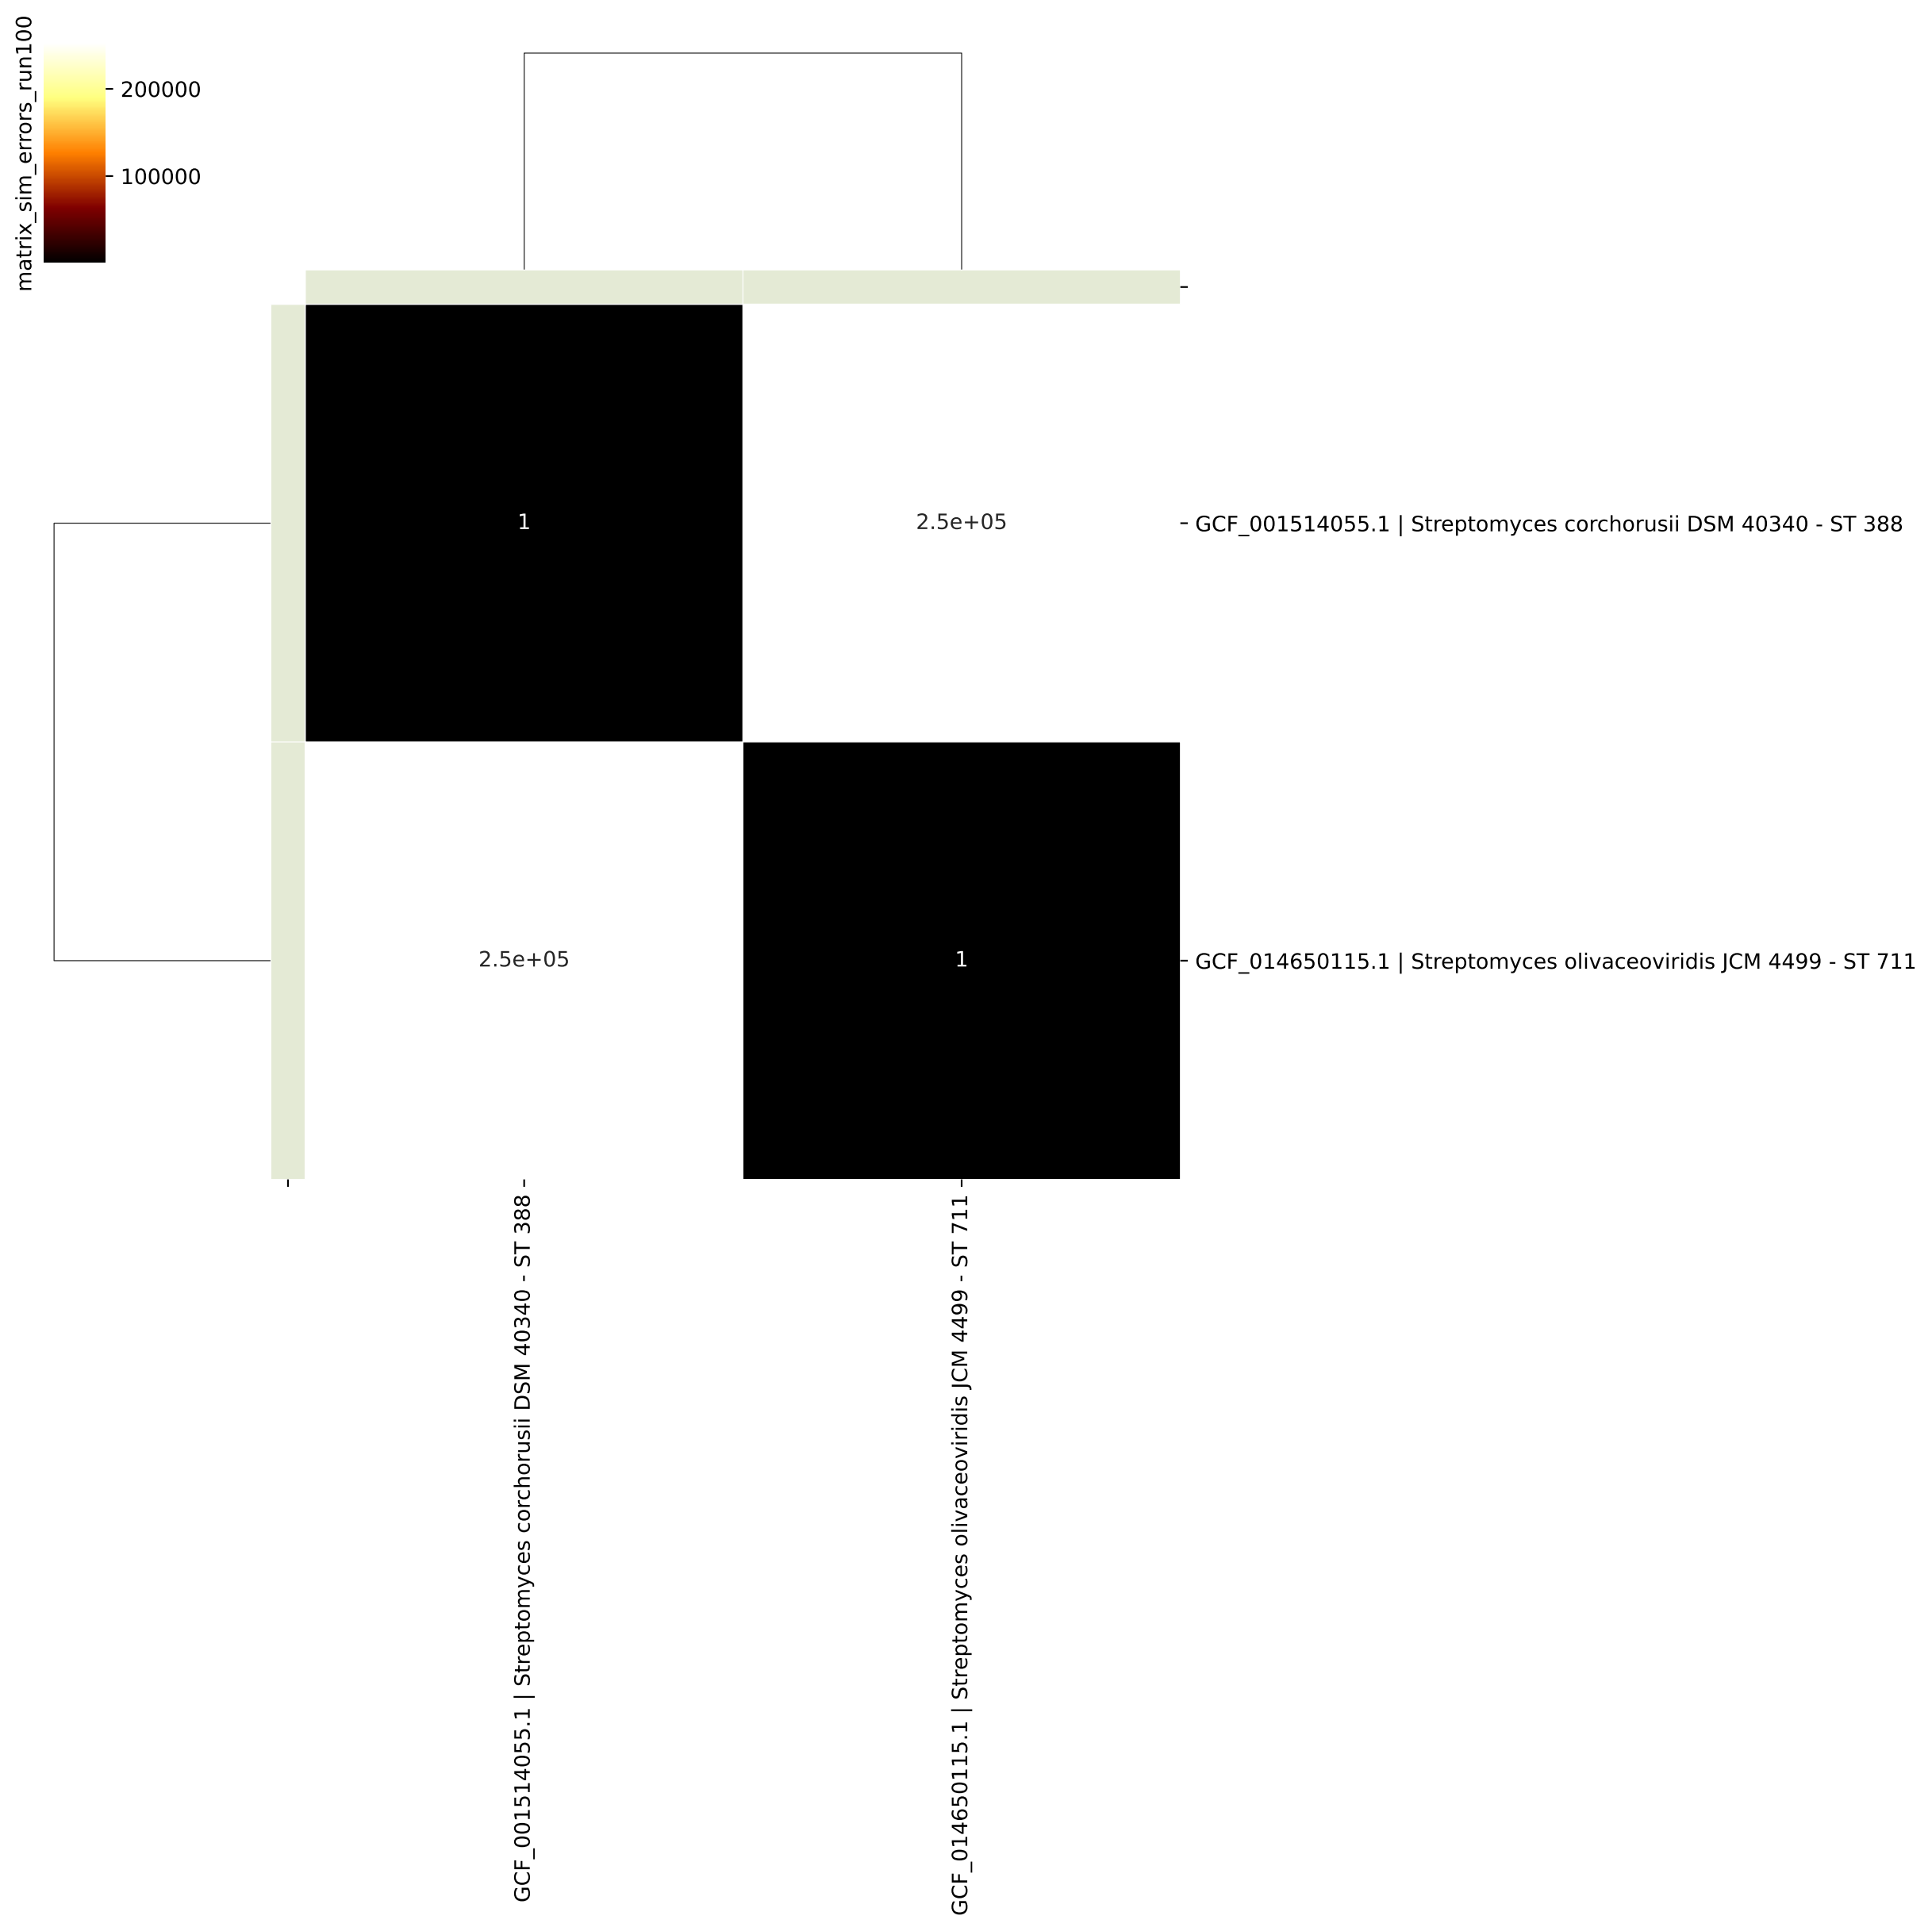 matrix_sim_errors_run100
200000
100000
1
2.5e+05
GCF_001514055.1 | Streptomyces corchorusii DSM 40340 - ST 388
2.5e+05
1
GCF_014650115.1 | Streptomyces olivaceoviridis JCM 4499 - ST 711
GCF_001514055.1 | Streptomyces corchorusii DSM 40340 - ST 388
GCF_014650115.1 | Streptomyces olivaceoviridis JCM 4499 - ST 711